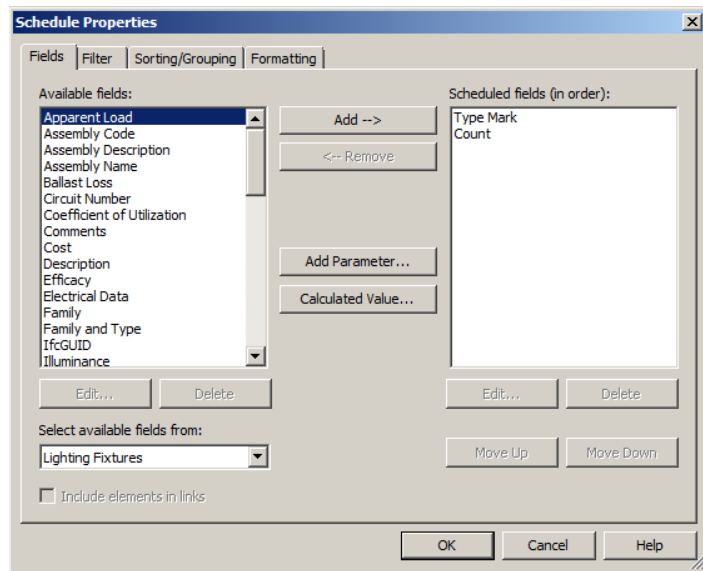 Schedule Properties
Fields
Filter
Sorting/Grouping
Formatting
Available fields:
Apparent Load
Assembly Code
Assembly Description
Assembly Name
Ballast Loss
Circuit Number
Coefficient of Utilization
Comments
Cost
Description
Efficacy
Electrical Data
Family
Family and Type
IfcGUID
Illuminance
Add -->
<-- Remove
Add Parameter...
Calculated Value...
Scheduled fields (in order):
Type Mark
Count
Edit...
Delete
Edit...
Delete
Select available fields from:
Lighting Fixtures
Move Up
Move Down
Include elements in links
OK
Cancel
Help